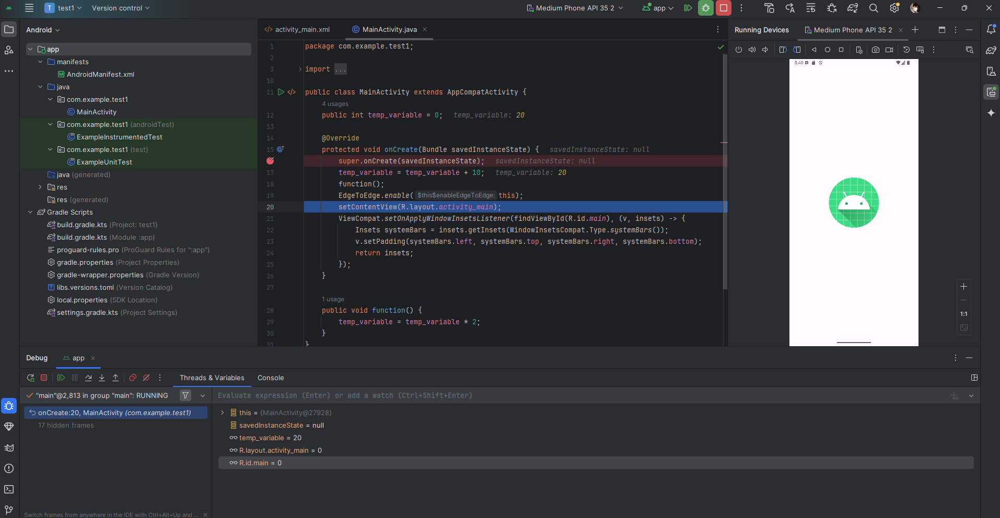 T test1 Version control Medium Phone API 35 2 app
Android
app
manifests
AndroidManifest.xml
java
com.example.test1
MainActivity
com.example.test1 (androidTest)
ExampleInstrumentedTest
com.example.test1 (test)
ExampleUnitTest
java (generated)
res
res (generated)
Gradle Scripts
build.gradle.kts (Project: test1)
build.gradle.kts (Module :app)
proguard-rules.pro (ProGuard Rules for ":app")
gradle.properties (Project Properties)
gradle-wrapper.properties (Gradle Version)
libs.versions.toml (Version Catalog)
local.properties (SDK Location)
settings.gradle.kts (Project Settings)
activity_main.xml MainActivity.java
1 package com.example.test1;
2
3 import ...
10
11 public class MainActivity extends AppCompatActivity {
4 usages
12 public int temp_variable = 0; temp_variable: 20
13
14 @Override
15 protected void onCreate(Bundle savedInstanceState) { savedInstanceState: null
super.onCreate(savedInstanceState); savedInstanceState: null
17 temp_variable = temp_variable + 10; temp_variable: 20
18 function();
19 EdgeToEdge.enable( $this$enableEdgeToEdge: this);
20 setContentView(R.layout.activity_main);
21 ViewCompat.setOnApplyWindowInsetsListener(findViewById(R.id.main), (v, insets) -> {
22 Insets systemBars = insets.getInsets(WindowInsetsCompat.Type.systemBars());
23 v.setPadding(systemBars.left, systemBars.top, systemBars.right, systemBars.bottom);
24 return insets;
25 });
26 }
27
1 usage
28 public void function() {
29 temp_variable = temp_variable * 2;
30 }
31 }
Running Devices Medium Phone API 35 2
8:40
1:1
Debug app
Threads & Variables Console
"main"@2,813 in group "main": RUNNING
onCreate:20, MainActivity (com.example.test1)
17 hidden frames
Evaluate expression (Enter) or add a watch (Ctrl+Shift+Enter)
this = {MainActivity@27928}
savedInstanceState = null
temp_variable = 20
R.layout.activity_main = 0
R.id.main = 0
Switch frames from anywhere in the IDE with Ctrl+Alt+Up and ...